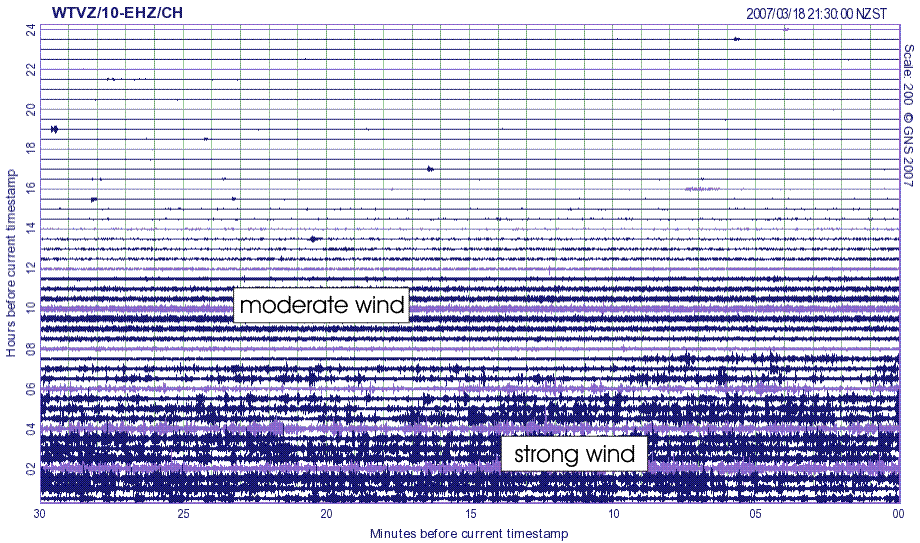 WTVZ/10-EHZ/CH
2007/03/18 21:30:00 NZST
Scale: 200 © GNS 2007
Hours before current timestamp
24
22
20
18
16
14
12
10
08
06
04
02
moderate wind
strong wind
30
25
20
15
10
05
00
Minutes before current timestamp